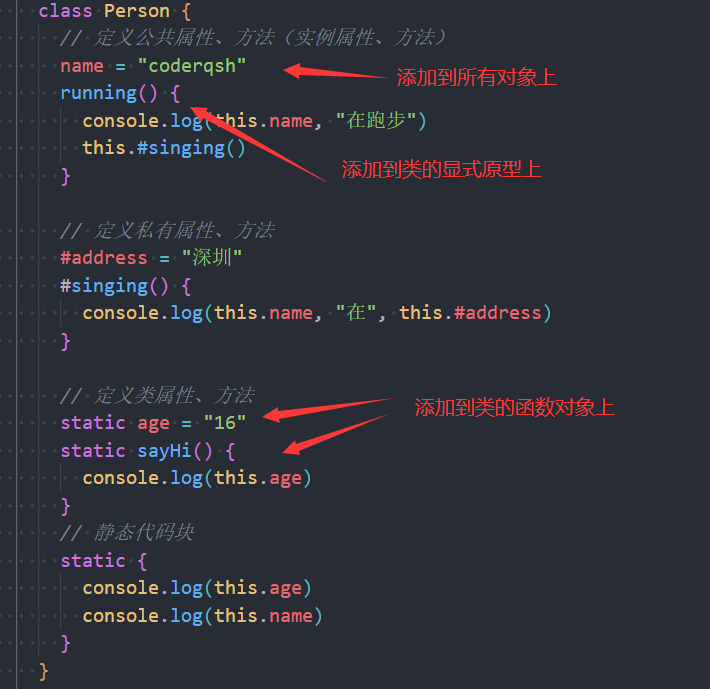 class Person {
// 定义公共属性、方法（实例属性、方法）
name = "coderqsh"
添加到所有对象上
running() {
console.log(this.name, "在跑步")
this.#singing()
添加到类的显式原型上
}
// 定义私有属性、方法
#address = "深圳"
#singing() {
console.log(this.name, "在", this.#address)
}
// 定义类属性、方法
static age = "16"
添加到类的函数对象上
static sayHi() {
console.log(this.age)
}
// 静态代码块
static {
console.log(this.age)
console.log(this.name)
}
}